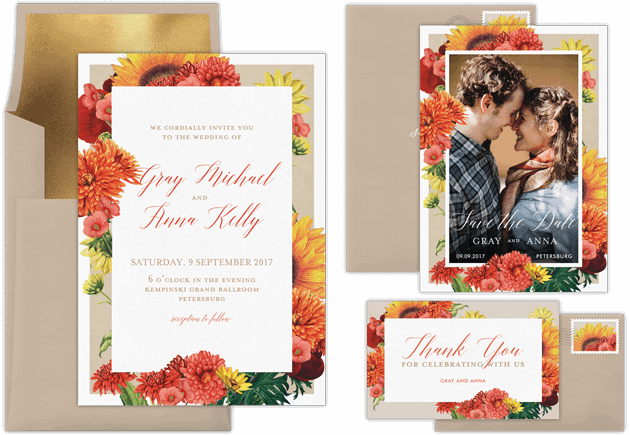 WE CORDIALLY INVITE YOU
TO THE WEDDING OF
Gray Michael
AND
Anna Kelly
SATURDAY, 9 SEPTEMBER 2017
6 O'CLOCK IN THE EVENING
KEMPINSKI GRAND BALLROOM
PETERSBURG
reception to follow
Save the Date
GRAY AND ANNA
09.09.2017 PETERSBURG
Thank You
FOR CELEBRATING WITH US
GRAY AND ANNA